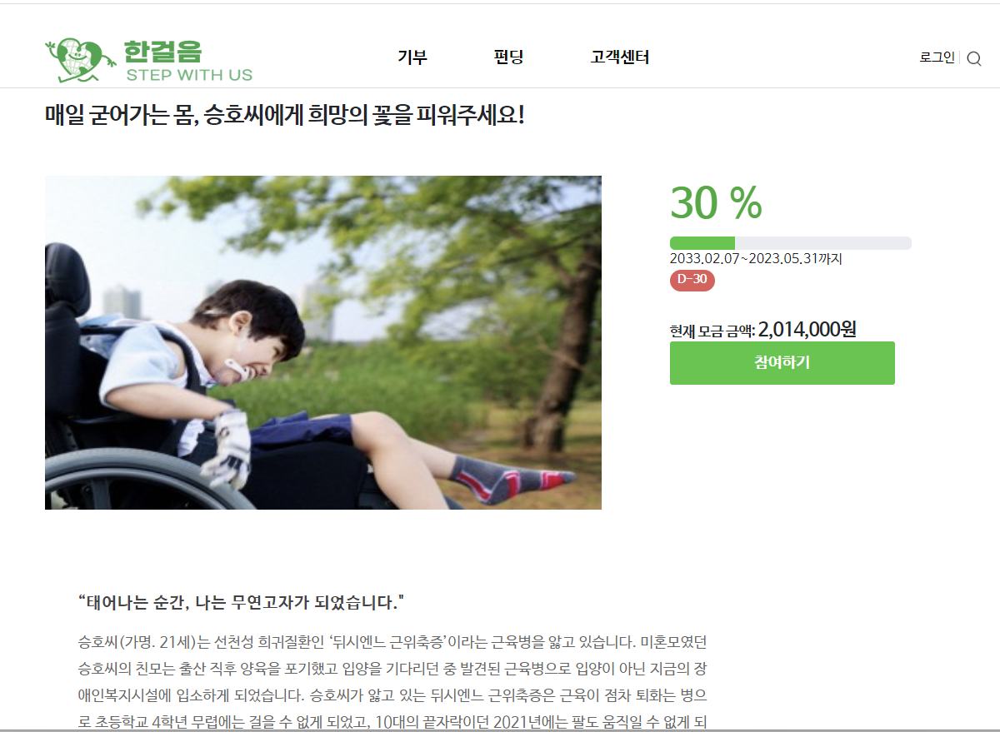 한걸음
STEP WITH US
기부 펀딩 고객센터 로그인
매일 굳어가는 몸, 승호씨에게 희망의 꽃을 피워주세요!
30 %
2033.02.07~2023.05.31까지
D-30
현재 모금 금액: 2,014,000원
참여하기
“태어나는 순간, 나는 무연고자가 되었습니다."
승호씨(가명. 21세)는 선천성 희귀질환인 ‘뒤시엔느 근위축증’이라는 근육병을 앓고 있습니다. 미혼모였던
승호씨의 친모는 출산 직후 양육을 포기했고 입양을 기다리던 중 발견된 근육병으로 입양이 아닌 지금의 장
애인복지시설에 입소하게 되었습니다. 승호씨가 앓고 있는 뒤시엔느 근위축증은 근육이 점차 퇴화는 병으
로 초등학교 4학년 무렵에는 걸을 수 없게 되었고, 10대의 끝자락이던 2021년에는 팔도 움직일 수 없게 되